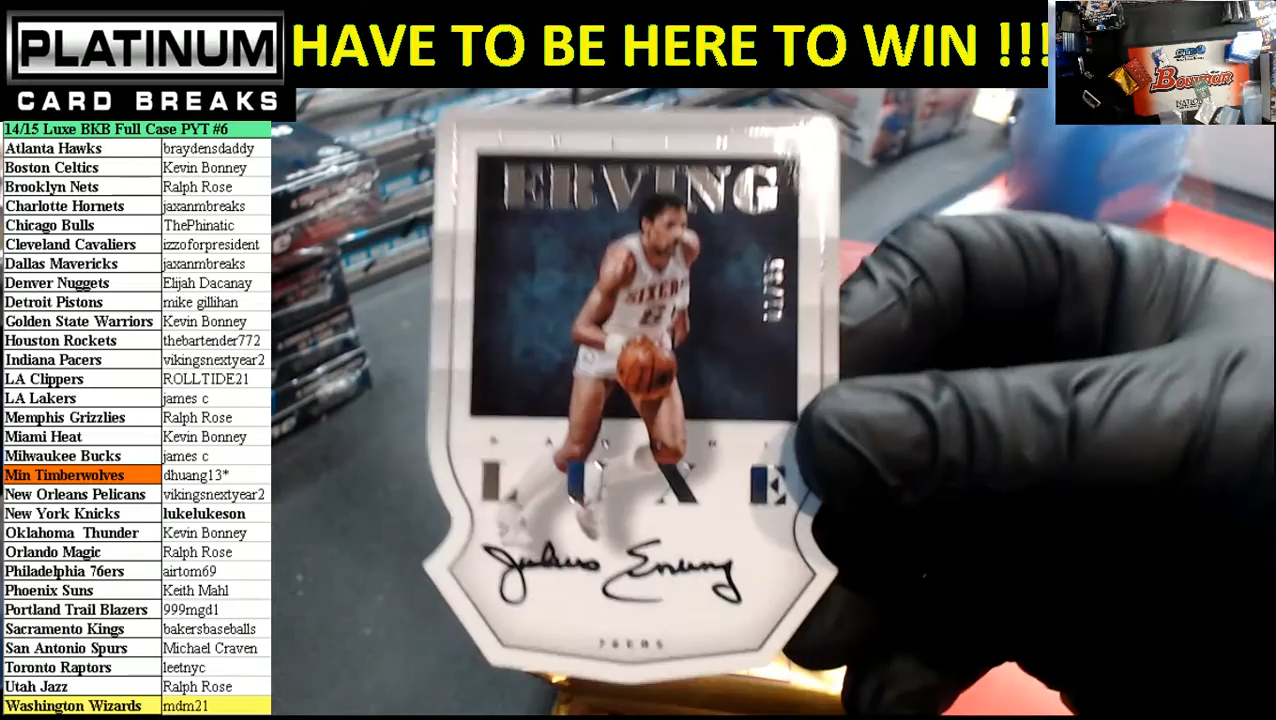 PLATINUM
CARD BREAKS
HAVE TO BE HERE TO WIN !!!
Bowman
14/15 Luxe BKB Full Case PYT #6
Atlanta Hawks braydensdaddy
Boston Celtics Kevin Bonney
Brooklyn Nets Ralph Rose
Charlotte Hornets jaxanmbreaks
Chicago Bulls ThePhinatic
Cleveland Cavaliers izzoforpresident
Dallas Mavericks jaxanmbreaks
Denver Nuggets Elijah Dacanay
Detroit Pistons mike gillihan
Golden State Warriors Kevin Bonney
Houston Rockets thebartender772
Indiana Pacers vikingsnextyear2
LA Clippers ROLLTIDE21
LA Lakers james c
Memphis Grizzlies Ralph Rose
Miami Heat Kevin Bonney
Milwaukee Bucks james c
Min Timberwolves dhuang13*
New Orleans Pelicans vikingsnextyear2
New York Knicks lukelukeson
Oklahoma Thunder Kevin Bonney
Orlando Magic Ralph Rose
Philadelphia 76ers airtom69
Phoenix Suns Keith Mahl
Portland Trail Blazers 999mgd1
Sacramento Kings bakersbaseballs
San Antonio Spurs Michael Craven
Toronto Raptors leetnyc
Utah Jazz Ralph Rose
Washington Wizards mdm21
ERVING
SIXERS
LUXE
Julius Erving
76ERS